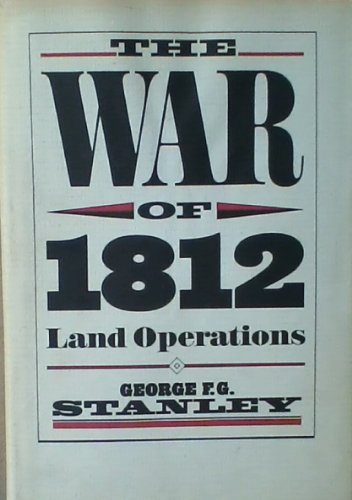 THE
WAR
OF
1812
Land Operations
GEORGE F.G.
STANLEY